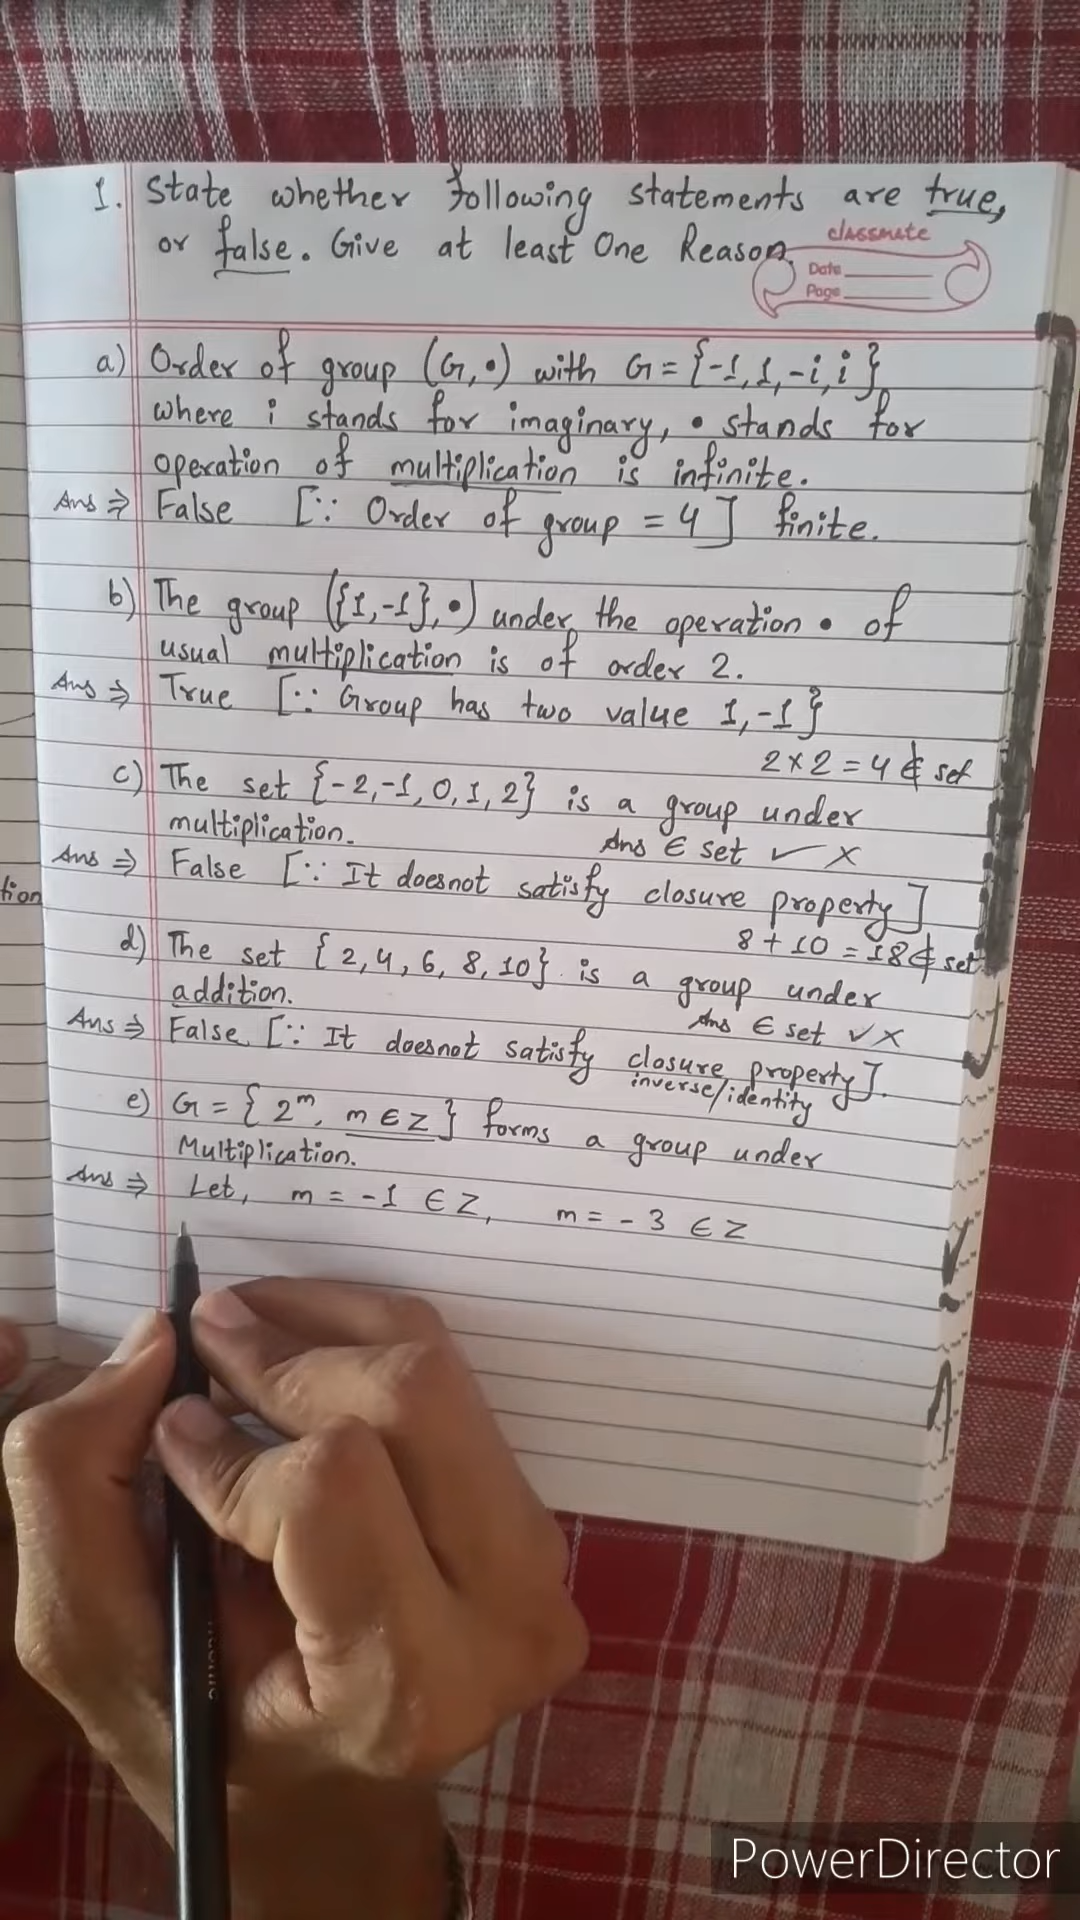 1. State whether following statements are true,
or false. Give at least One Reason.
classmate
Date
Page
a) Order of group (G, •) with G = {-1, 1, -i, i}
where i stands for imaginary, • stands for
operation of multiplication is infinite.
Ans ⇒ False [∵ Order of group = 4] finite.
b) The group ({1, -1}, •) under the operation • of
usual multiplication is of order 2.
Ans ⇒ True [∵ Group has two value 1, -1}
2 × 2 = 4 ∉ set
c) The set {-2, -1, 0, 1, 2} is a group under
multiplication.
Ans ∈ set ✓ ✗
Ans ⇒ False [∵ It doesnot satisfy closure property]
tion
8 + 10 = 18 ∉ set
d) The set {2, 4, 6, 8, 10} is a group under
addition.
Ans ∈ set ✓ ✗
Ans ⇒ False [∵ It doesnot satisfy closure property].
inverse/identity
e) G = {2^m, m ∈ Z} forms a group under
Multiplication.
Ans ⇒ Let, m = -1 ∈ Z, m = -3 ∈ Z
PowerDirector